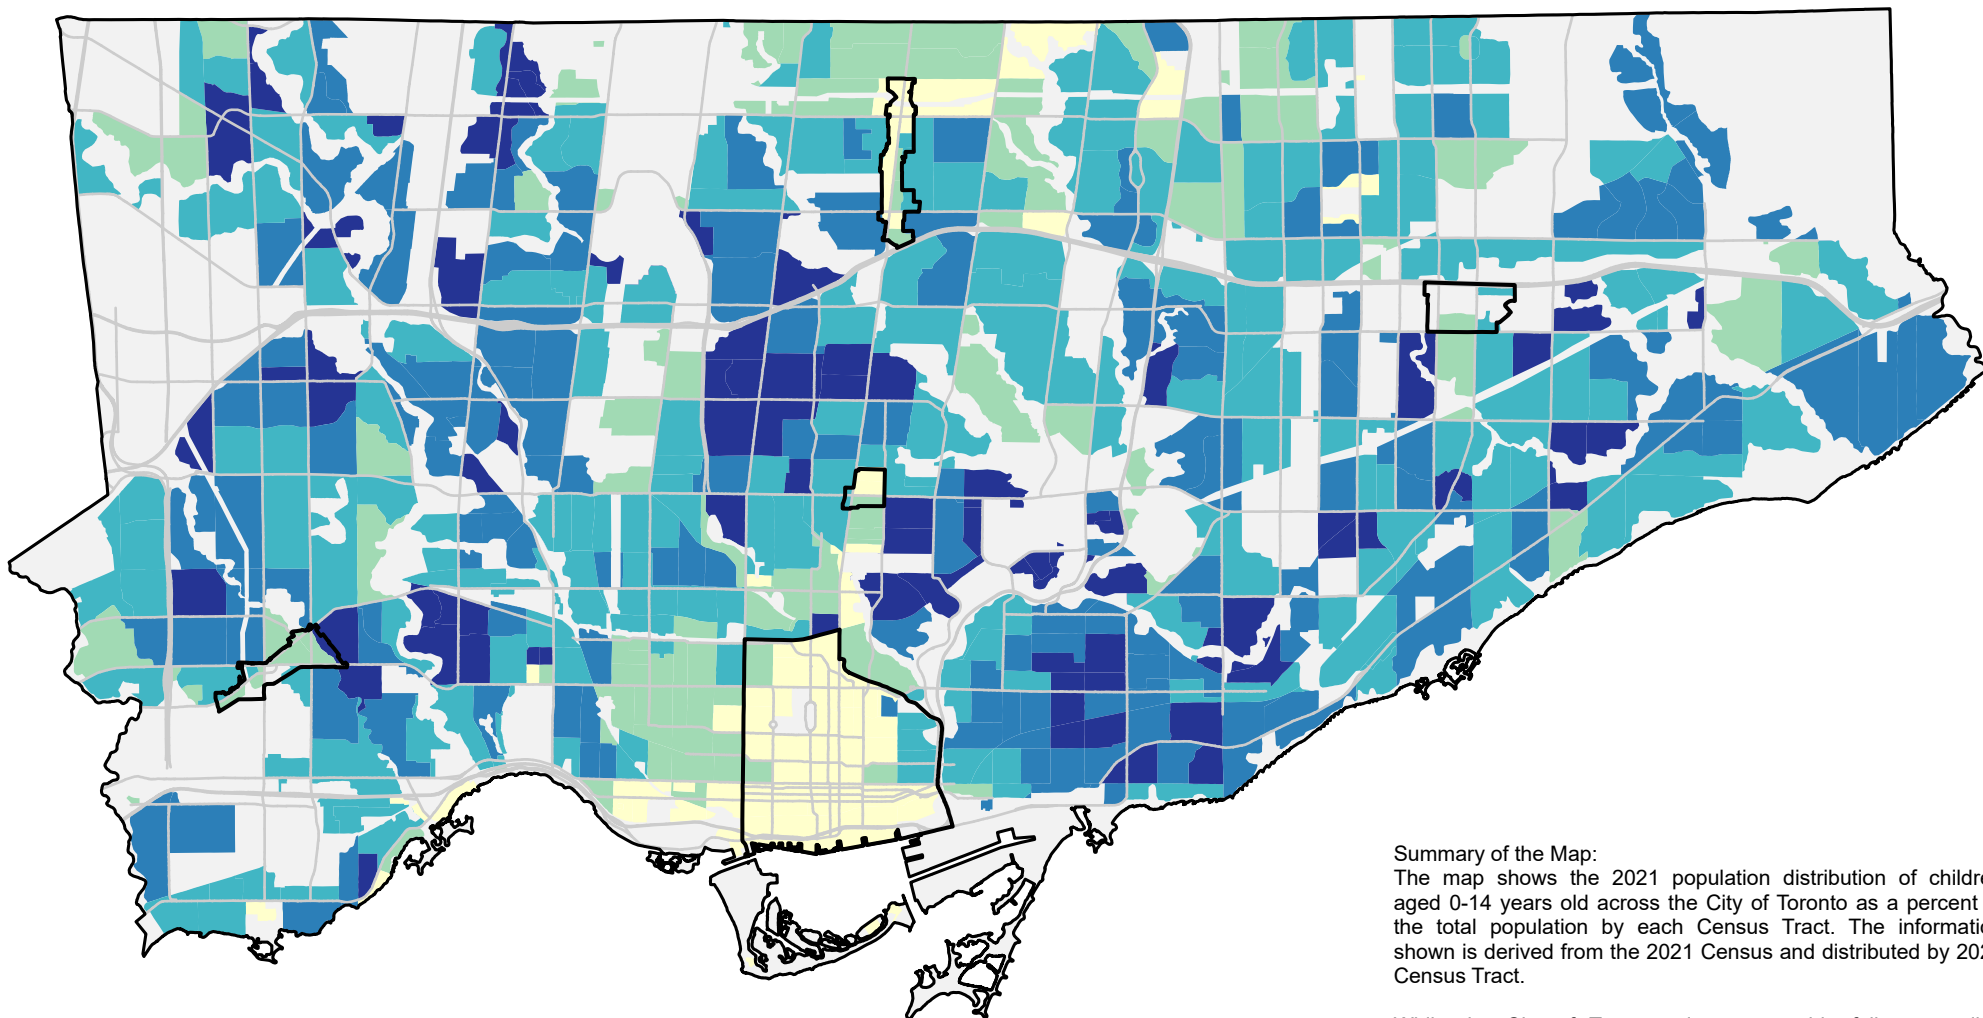 Summary of the Map:
The map shows the 2021 population distribution of
aged 0-14 years old across the City of Toronto as a percent
the total population by each Census Tract. The
shown is derived from the 2021 Census and distributed by
Census Tract.